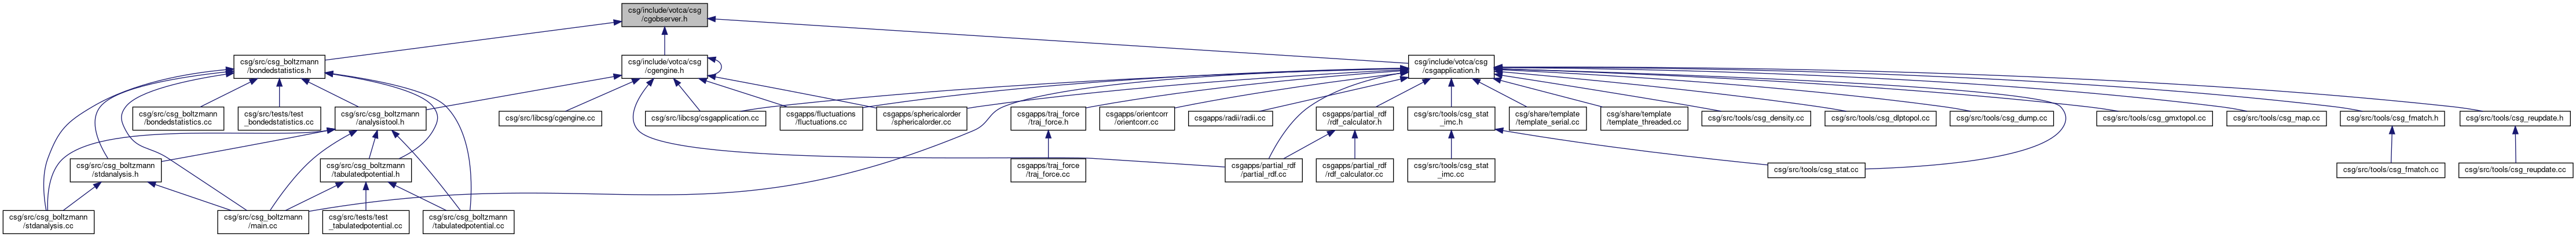 csg/include/votca/csg
/cgobserver.h
csg/src/csg_boltzmann
/bondedstatistics.h
csg/include/votca/csg
/cgengine.h
csg/include/votca/csg
/csgapplication.h
csg/src/csg_boltzmann
/bondedstatistics.cc
csg/src/tests/test
_bondedstatistics.cc
csg/src/csg_boltzmann
/analysistool.h
csg/src/libcsg/cgengine.cc
csg/src/libcsg/csgapplication.cc
csgapps/fluctuations
/fluctuations.cc
csgapps/sphericalorder
/sphericalorder.cc
csgapps/traj_force
/traj_force.h
csgapps/orientcorr
/orientcorr.cc
csgapps/radii/radii.cc
csgapps/partial_rdf
/rdf_calculator.h
csg/src/tools/csg_stat
_imc.h
csg/share/template
/template_serial.cc
csg/share/template
/template_threaded.cc
csg/src/tools/csg_density.cc
csg/src/tools/csg_dlptopol.cc
csg/src/tools/csg_dump.cc
csg/src/tools/csg_gmxtopol.cc
csg/src/tools/csg_map.cc
csg/src/tools/csg_fmatch.h
csg/src/tools/csg_reupdate.h
csg/src/csg_boltzmann
/stdanalysis.h
csg/src/csg_boltzmann
/tabulatedpotential.h
csgapps/traj_force
/traj_force.cc
csgapps/partial_rdf
/partial_rdf.cc
csgapps/partial_rdf
/rdf_calculator.cc
csg/src/tools/csg_stat
_imc.cc
csg/src/tools/csg_stat.cc
csg/src/tools/csg_fmatch.cc
csg/src/tools/csg_reupdate.cc
csg/src/csg_boltzmann
/stdanalysis.cc
csg/src/csg_boltzmann
/main.cc
csg/src/tests/test
_tabulatedpotential.cc
csg/src/csg_boltzmann
/tabulatedpotential.cc